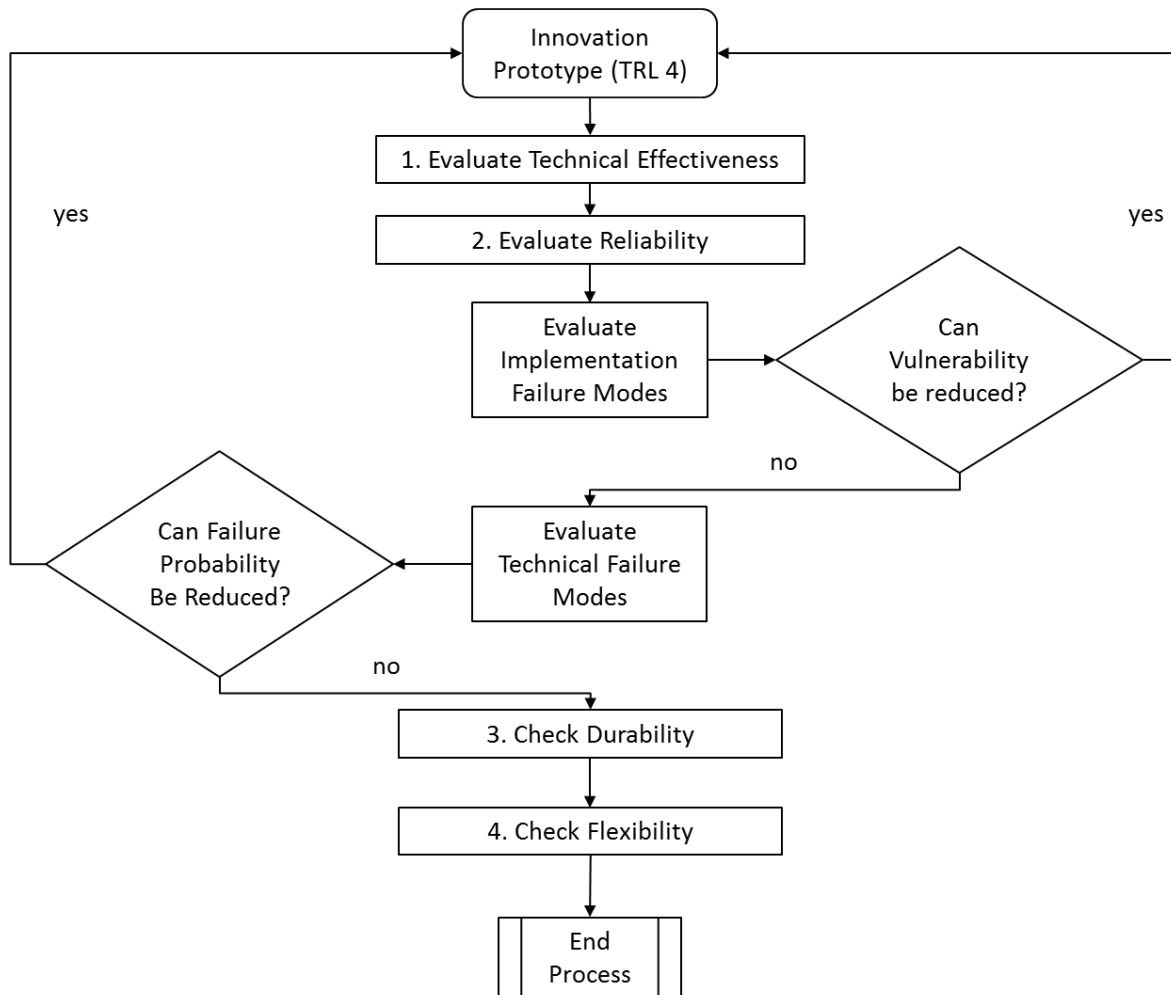 Innovation
Prototype (TRL 4)
1. Evaluate Technical Effectiveness
yes
yes
2. Evaluate Reliability
Evaluate
Implementation
Failure Modes
Can
Vulnerability
be reduced?
no
Evaluate
Technical Failure
Modes
Can Failure
Probability
Be Reduced?
no
3. Check Durability
4. Check Flexibility
End
Process